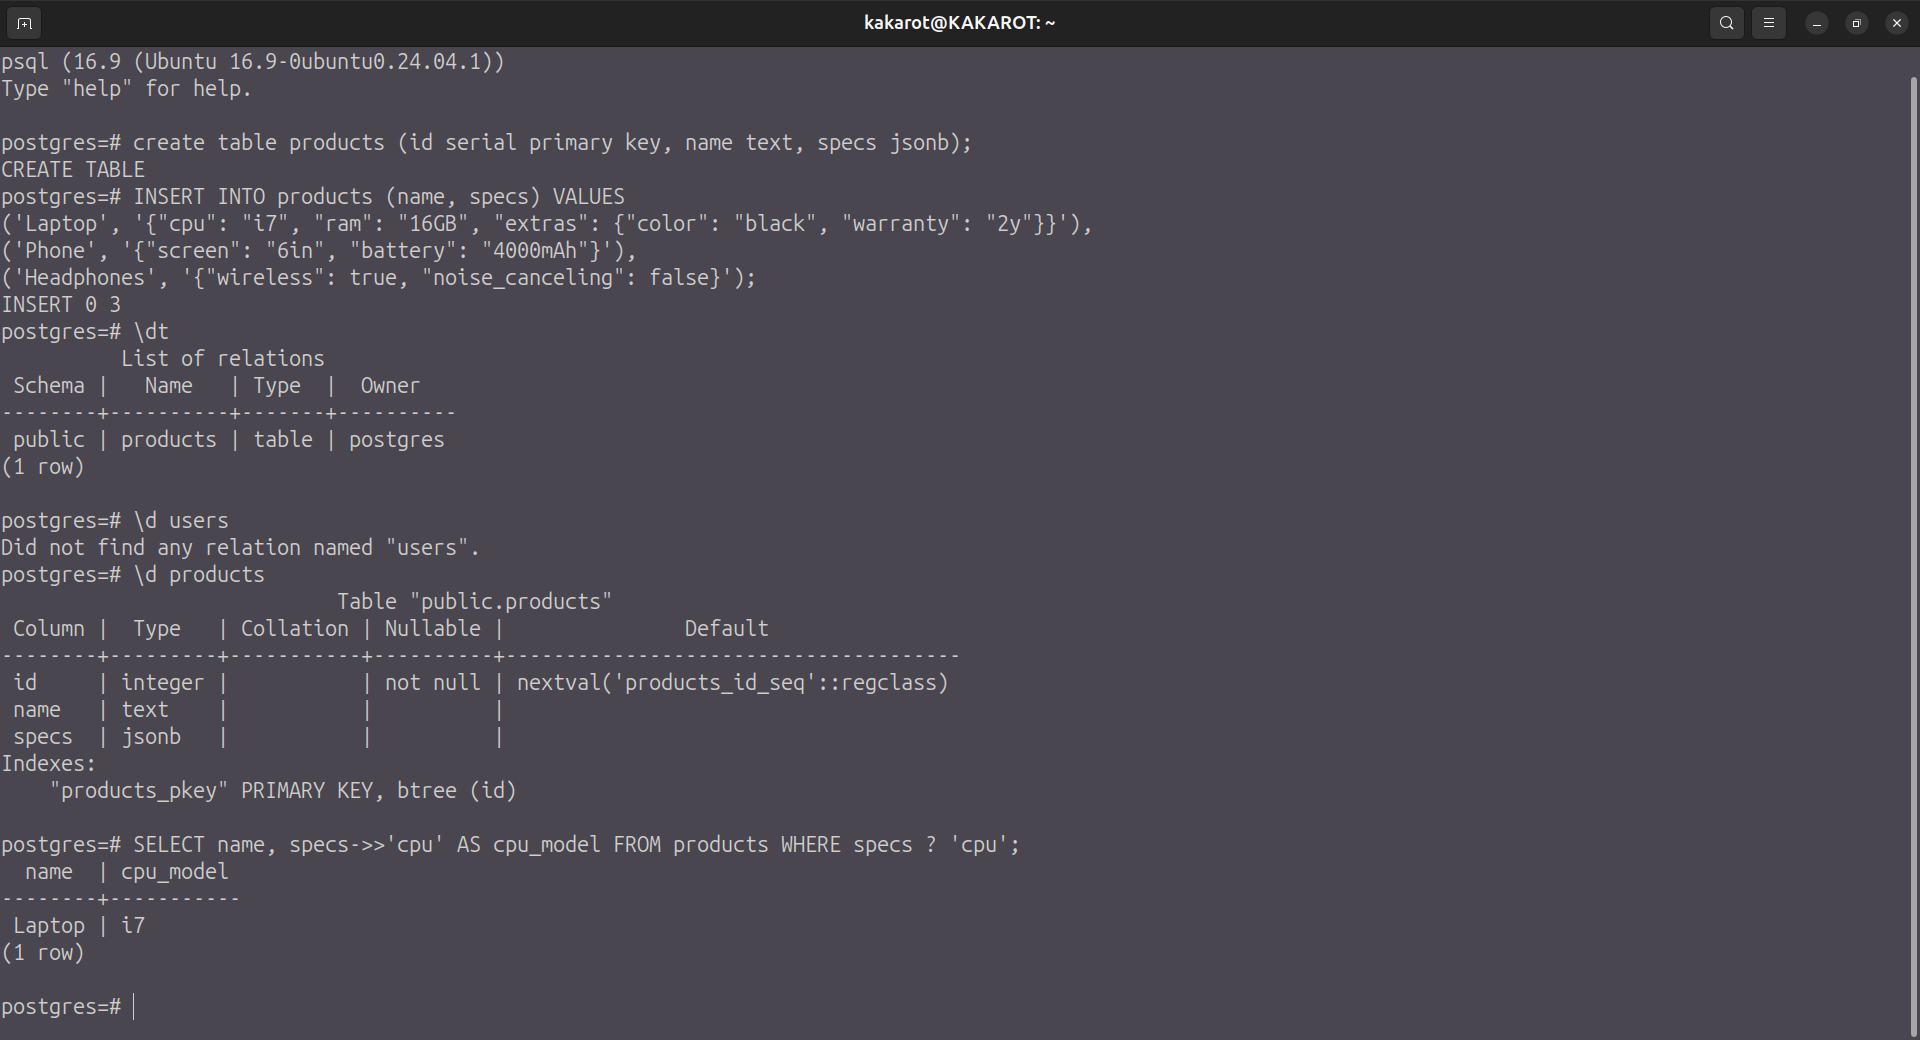 kakarot@KAKAROT: ~
psql (16.9 (Ubuntu 16.9-0ubuntu0.24.04.1))
Type "help" for help.

postgres=# create table products (id serial primary key, name text, specs jsonb);
CREATE TABLE
postgres=# INSERT INTO products (name, specs) VALUES
('Laptop', '{"cpu": "i7", "ram": "16GB", "extras": {"color": "black", "warranty": "2y"}}'),
('Phone', '{"screen": "6in", "battery": "4000mAh"}'),
('Headphones', '{"wireless": true, "noise_canceling": false}');
INSERT 0 3
postgres=# \dt
          List of relations
 Schema |   Name   | Type  |  Owner
--------+----------+-------+----------
 public | products | table | postgres
(1 row)

postgres=# \d users
Did not find any relation named "users".
postgres=# \d products
                            Table "public.products"
 Column |  Type   | Collation | Nullable |               Default
--------+---------+-----------+----------+--------------------------------------
 id     | integer |           | not null | nextval('products_id_seq'::regclass)
 name   | text    |           |          |
 specs  | jsonb   |           |          |
Indexes:
    "products_pkey" PRIMARY KEY, btree (id)

postgres=# SELECT name, specs->>'cpu' AS cpu_model FROM products WHERE specs ? 'cpu';
  name  | cpu_model
--------+-----------
 Laptop | i7
(1 row)

postgres=#